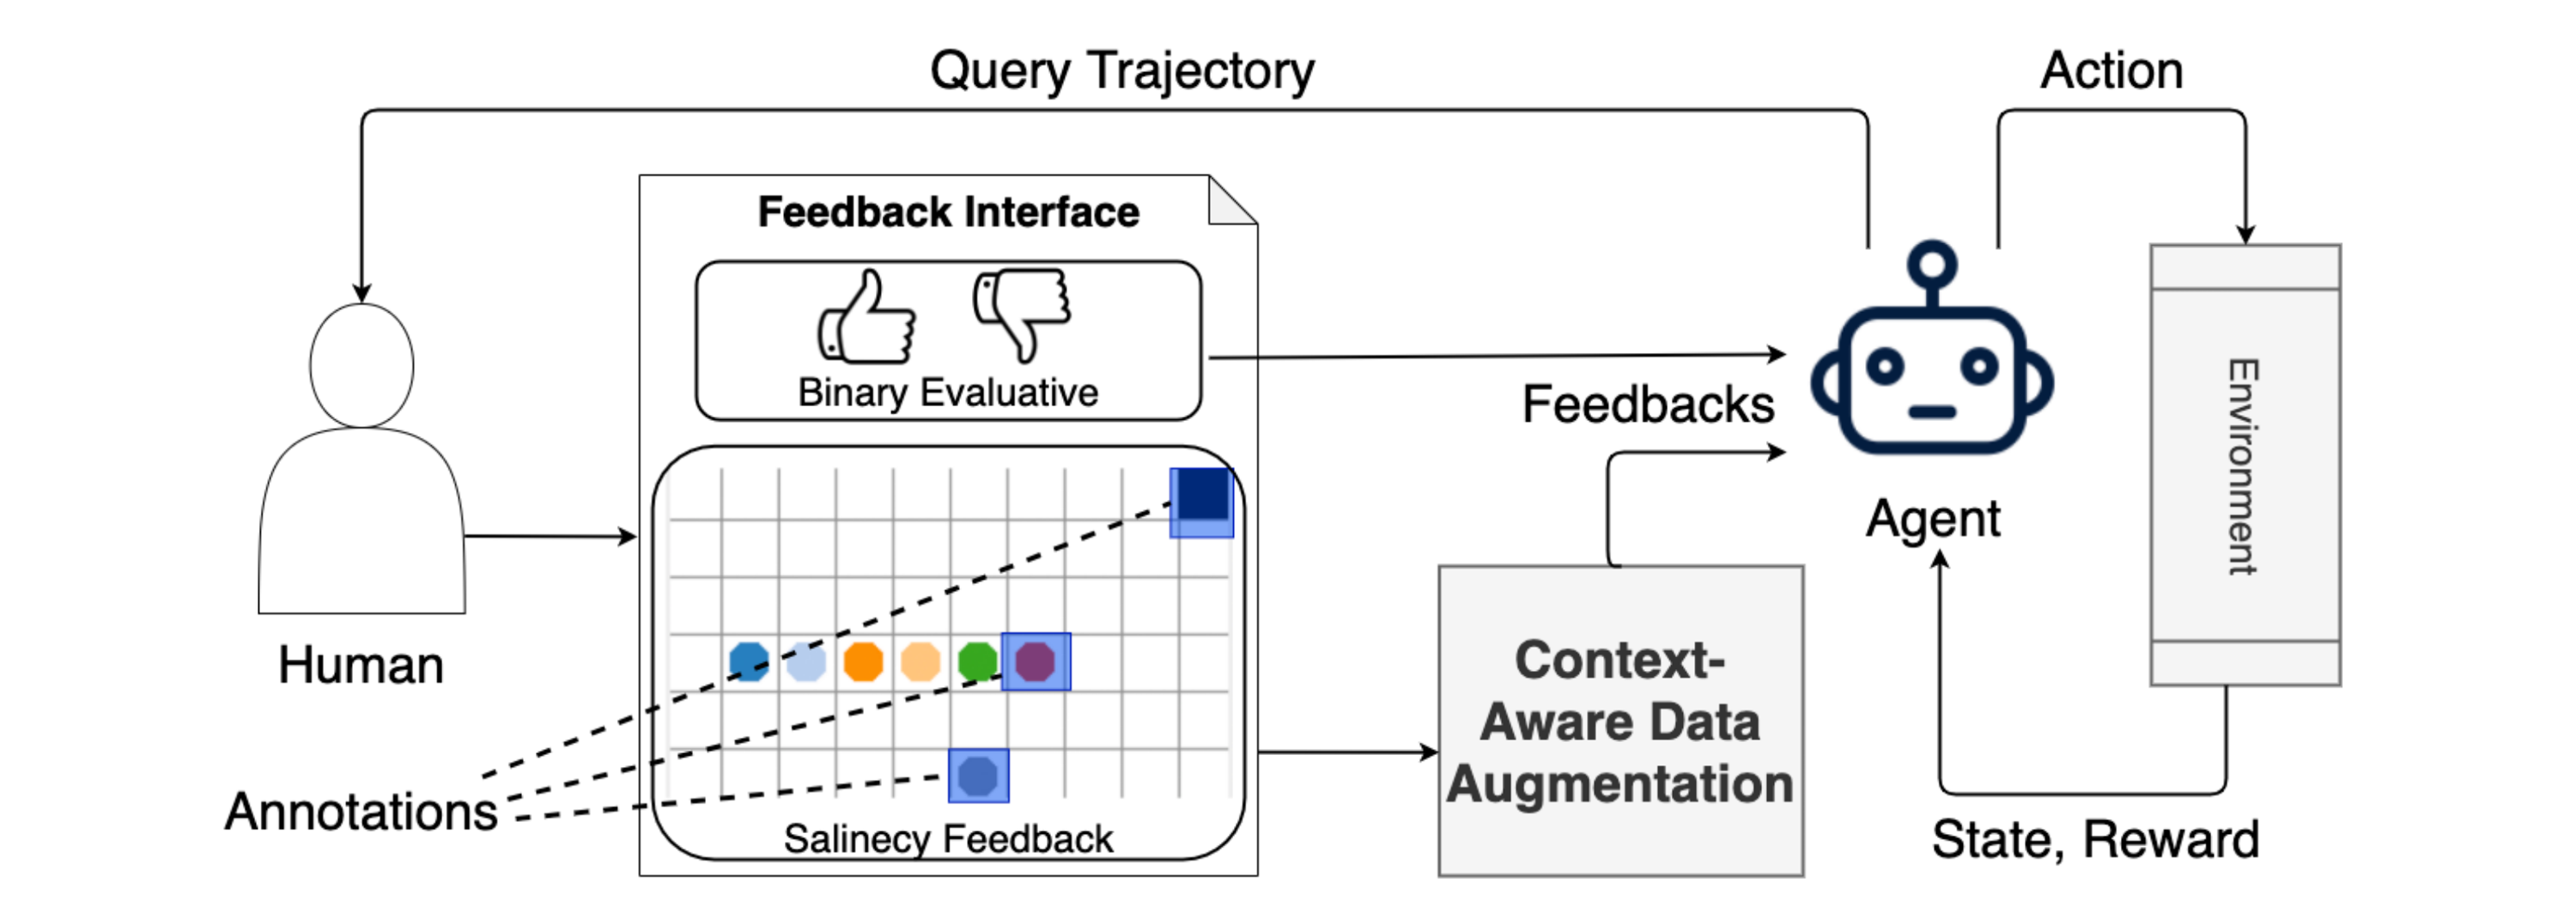 Query Trajectory
Action
Feedback Interface
Binary Evaluative
Feedbacks
Environment
Agent
Human
Context-
Aware Data
Augmentation
Annotations
Salinecy Feedback
State, Reward